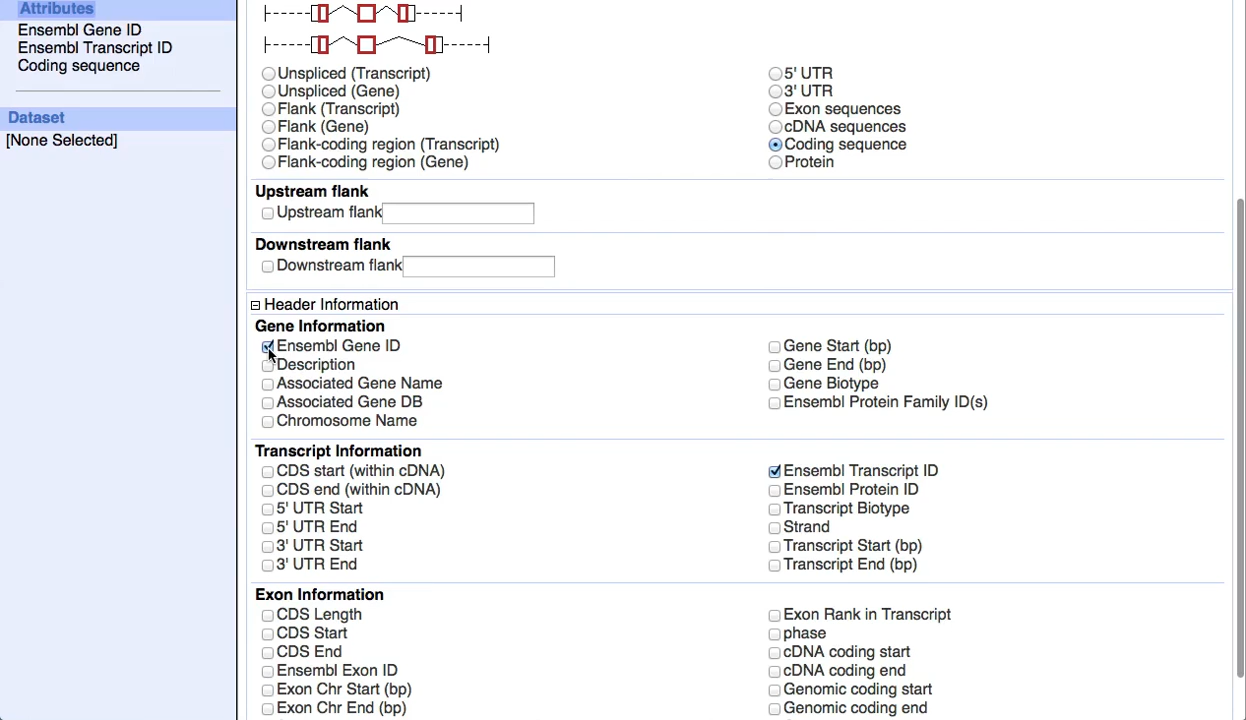 Attributes
Ensembl Gene ID
Ensembl Transcript ID
Coding sequence
Dataset
[None Selected]
Unspliced (Transcript)
Unspliced (Gene)
Flank (Transcript)
Flank (Gene)
Flank-coding region (Transcript)
Flank-coding region (Gene)
5' UTR
3' UTR
Exon sequences
cDNA sequences
Coding sequence
Protein
Upstream flank
Upstream flank
Downstream flank
Downstream flank
Header Information
Gene Information
Ensembl Gene ID
Description
Associated Gene Name
Associated Gene DB
Chromosome Name
Gene Start (bp)
Gene End (bp)
Gene Biotype
Ensembl Protein Family ID(s)
Transcript Information
CDS start (within cDNA)
CDS end (within cDNA)
5' UTR Start
5' UTR End
3' UTR Start
3' UTR End
Ensembl Transcript ID
Ensembl Protein ID
Transcript Biotype
Strand
Transcript Start (bp)
Transcript End (bp)
Exon Information
CDS Length
CDS Start
CDS End
Ensembl Exon ID
Exon Chr Start (bp)
Exon Chr End (bp)
Exon Rank in Transcript
phase
cDNA coding start
cDNA coding end
Genomic coding start
Genomic coding end